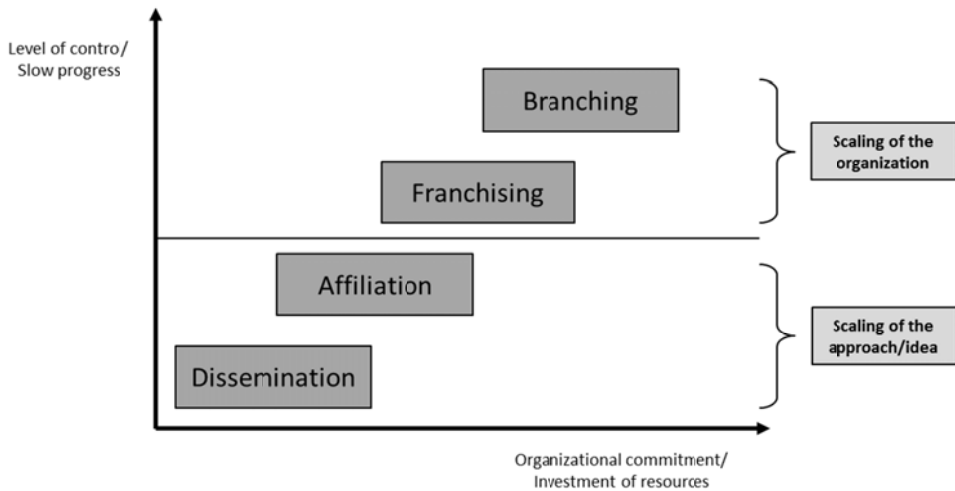 Level of contro/
Slow progress
Branching
Scaling of the
organization
Franchising
Affiliation
Scaling of the
approach/idea
Dissemination
Organizational commitment/
Investment of resources